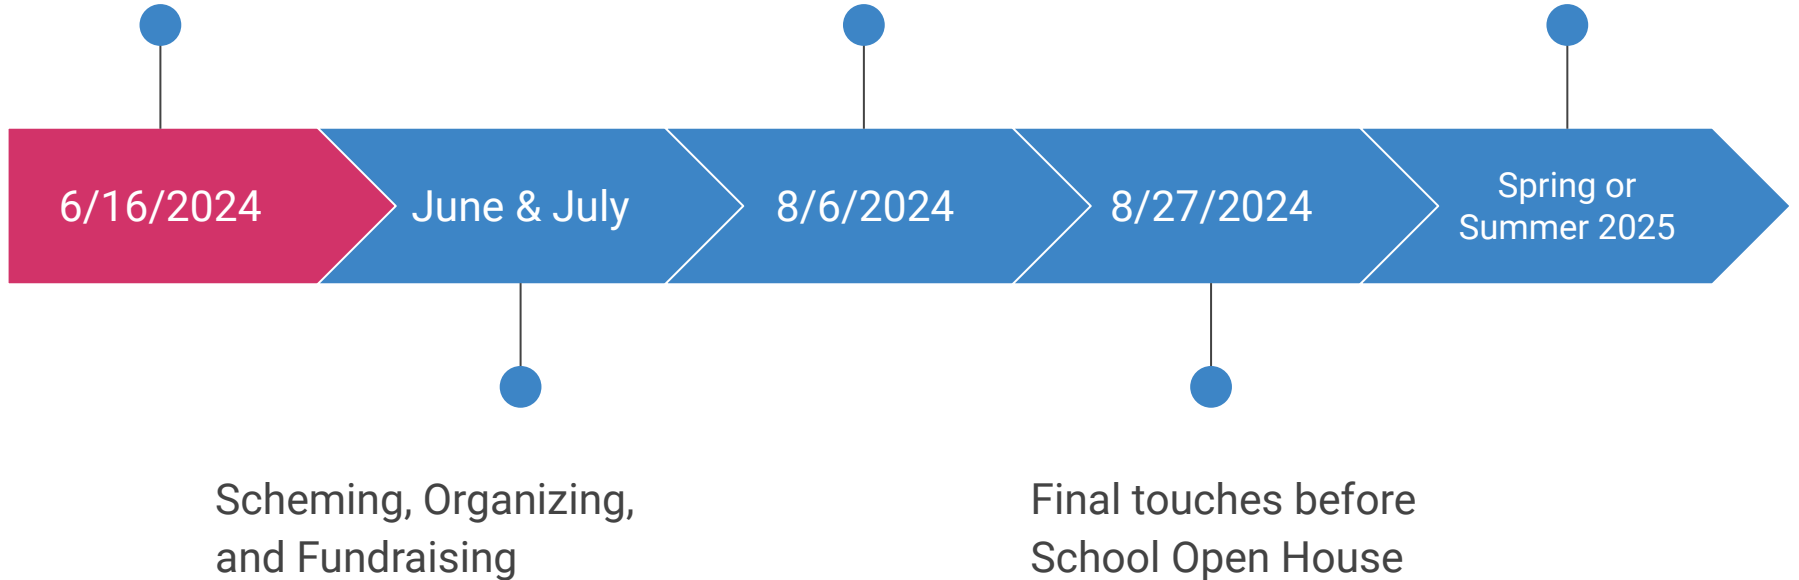 6/16/2024
June & July
8/6/2024
8/27/2024
Spring or
Summer 2025
Scheming, Organizing,
and Fundraising
Final touches before
School Open House